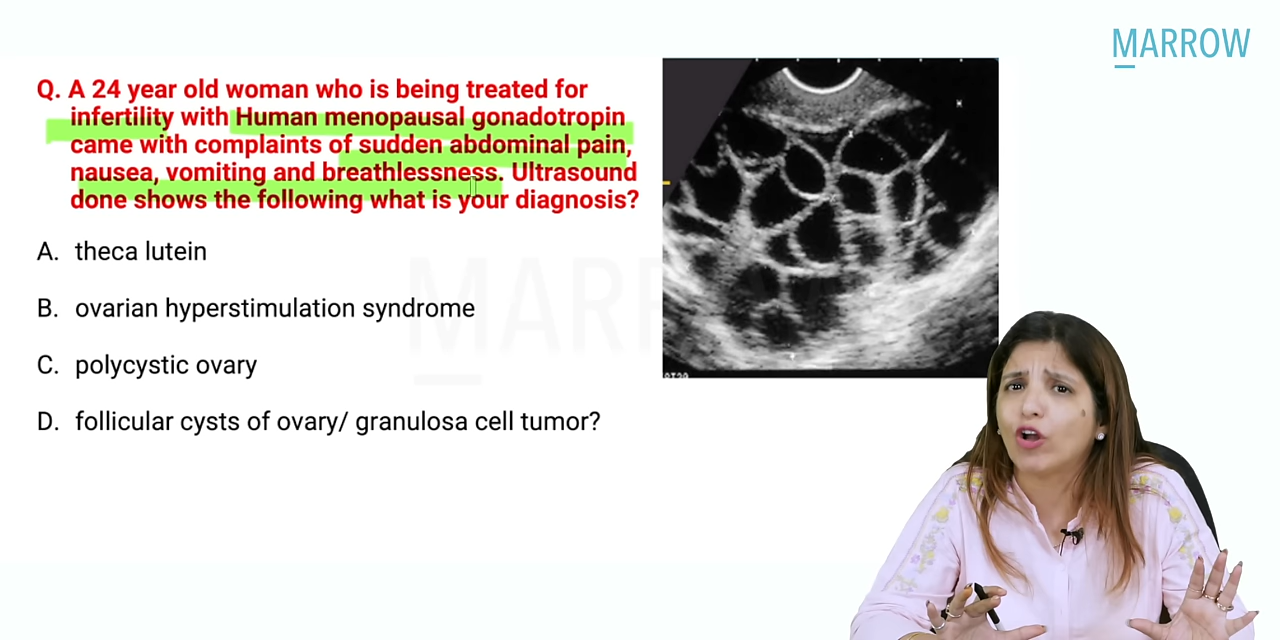 MARROW
Q. A 24 year old woman who is being treated for
infertility with Human menopausal gonadotropin
came with complaints of sudden abdominal pain,
nausea, vomiting and breathlessness. Ultrasound
done shows the following what is your diagnosis?
A. theca lutein
B. ovarian hyperstimulation syndrome
C. polycystic ovary
D. follicular cysts of ovary/ granulosa cell tumor?
MARROW